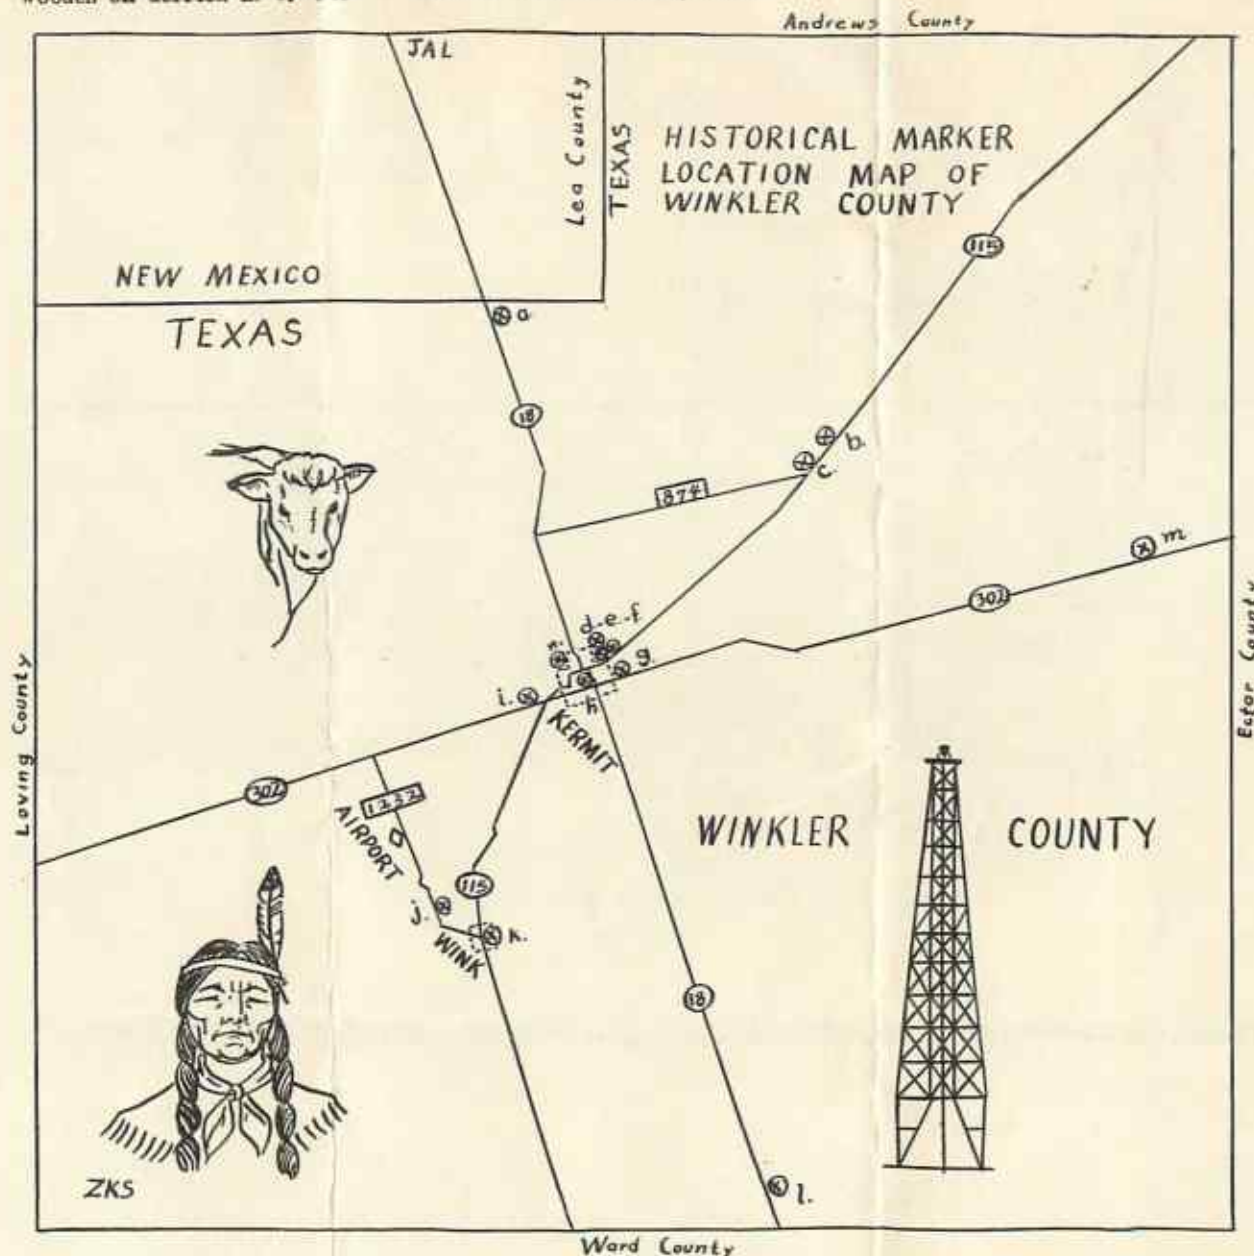 Andrews County
JAL
Lea County
TEXAS
HISTORICAL MARKER
LOCATION MAP OF
WINKLER COUNTY
115
NEW MEXICO
TEXAS
a.
18
b.
c.
874
m
302
d.e.f
g.
i.
h
KERMIT
Loving County
Ector County
302
1232
AIRPORT
WINKLER COUNTY
115
j.
k.
WINK
18
ZKS
l.
Ward County